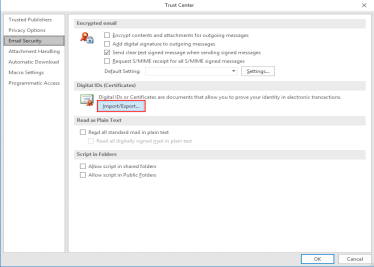 Trust Center
Trusted Publishers
Privacy Options
Email Security
Attachment Handling
Automatic Download
Macro Settings
Programmatic Access
Encrypted email
Encrypt contents and attachments for outgoing messages
Add digital signature to outgoing messages
Send clear text signed message when sending signed messages
Request S/MIME receipt for all S/MIME signed messages
Default Setting:
Settings...
Digital IDs (Certificates)
Digital IDs or Certificates are documents that allow you to prove your identity in electronic transactions.
Import/Export...
Read as Plain Text
Read all standard mail in plain text
Read all digitally signed mail in plain text
Script in Folders
Allow script in shared folders
Allow script in Public Folders
OK Cancel